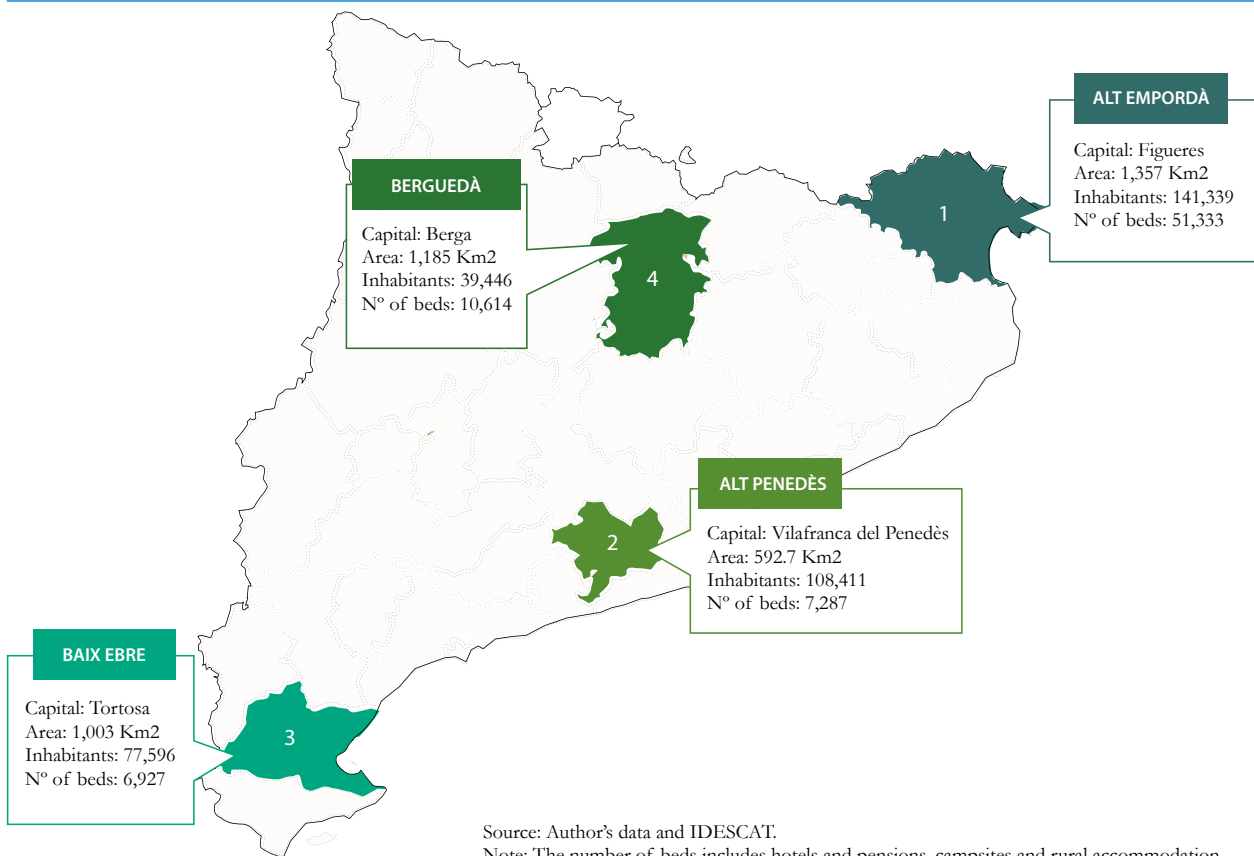 ALT EMPORDÀ
Capital: Figueres
Area: 1,357 Km2
Inhabitants: 141,339
Nº of beds: 51,333
1
BERGUEDÀ
Capital: Berga
Area: 1,185 Km2
Inhabitants: 39,446
Nº of beds: 10,614
4
ALT PENEDÈS
Capital: Vilafranca del Penedès
Area: 592.7 Km2
Inhabitants: 108,411
Nº of beds: 7,287
2
BAIX EBRE
Capital: Tortosa
Area: 1,003 Km2
Inhabitants: 77,596
Nº of beds: 6,927
3
Source: Author's data and IDESCAT.
Note: The number of beds includes hotels and pensions, campsites and rural accommodation